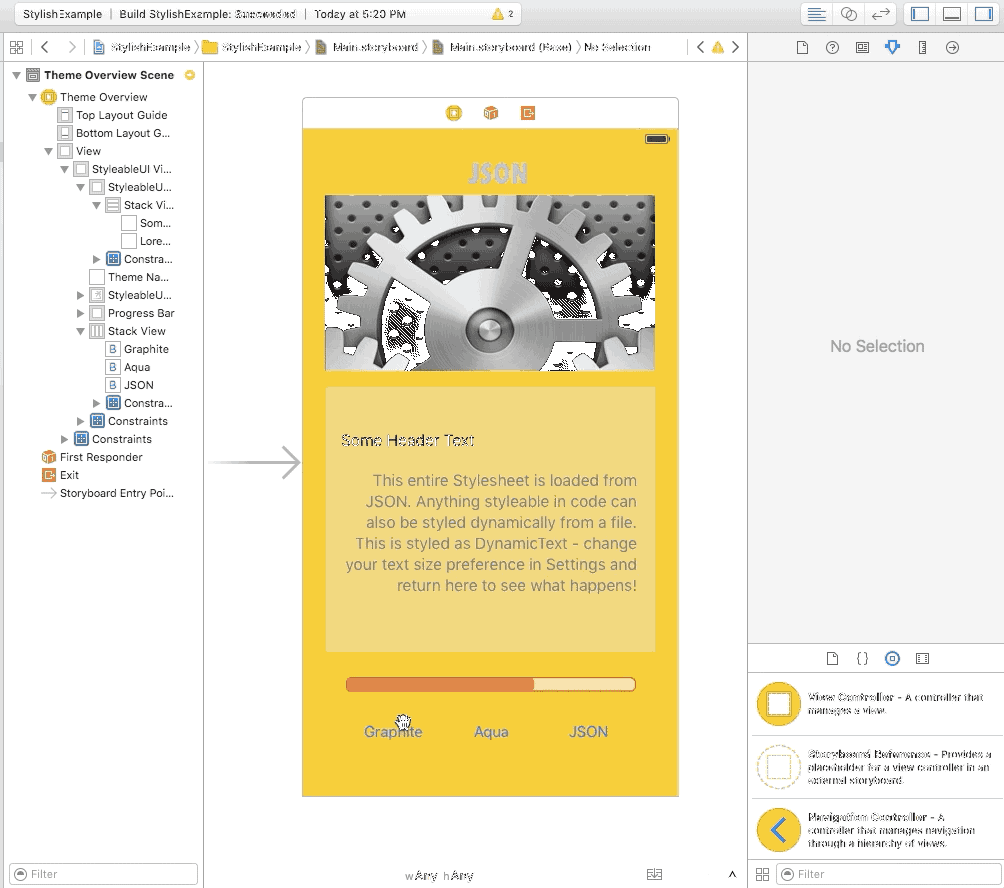 StylishExample | Build StylishExample: Succeeded | Today at 5:20 PM 2
StylishExample StylishExample Main.storyboard Main.storyboard (Base) No Selection
Theme Overview Scene
Theme Overview
Top Layout Guide
Bottom Layout G...
View
StyleableUI Vi...
StyleableU...
Stack Vi...
Som...
Lore...
Constra...
Theme Na...
StyleableU...
Progress Bar
Stack View
B Graphite
B Aqua
B JSON
Constra...
Constraints
Constraints
First Responder
Exit
Storyboard Entry Poi...
Filter
JSON
Some Header Text
This entire Stylesheet is loaded from
JSON. Anything styleable in code can
also be styled dynamically from a file.
This is styled as DynamicText - change
your text size preference in Settings and
return here to see what happens!
Graphite Aqua JSON
wAny hAny
No Selection
View Controller - A controller that
manages a view.
Storyboard Reference - Provides a
placeholder for a view controller in an
external storyboard.
Navigation Controller - A
controller that manages navigation
through a hierarchy of views.
Filter